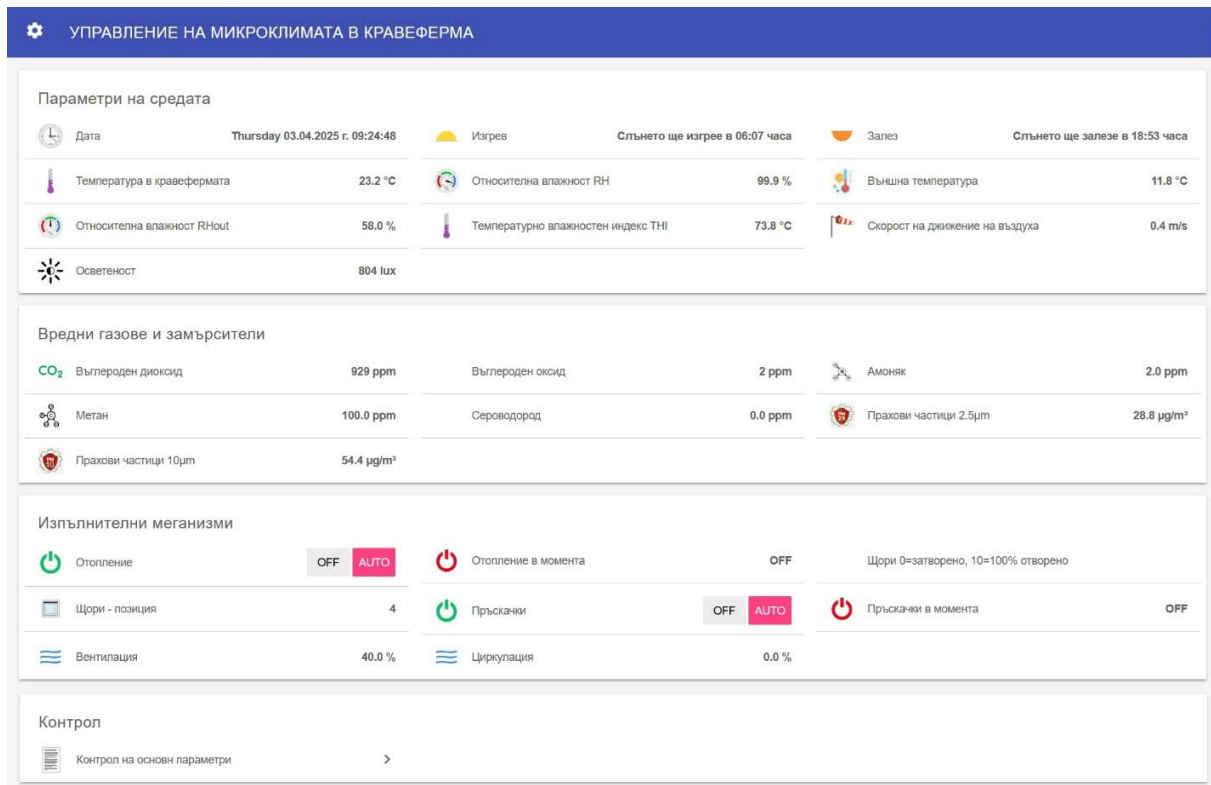 УПРАВЛЕНИЕ НА МИКРОКЛИМАТА В КРАВЕФЕРМА
Параметри на средата
Дата Thursday 03.04.2025 г. 09:24:48 Изгрев Слънето ще изгрее в 06:07 часа Залез Слънето ще залезе в 18:53 часа
Температура в кравефермата 23.2 °C Относителна влажност RH 99.9 % Външна температура 11.8 °C
Относителна влажност RHout 58.0 % Температурно влажностен индекс THI 73.8 °C Скорост на джижение на въздуха 0.4 m/s
Осветеност 804 lux
Вредни газове и замърсители
CO₂ Въглероден диоксид 929 ppm Въглероден оксид 2 ppm Амоняк 2.0 ppm
Метан 100.0 ppm Сероводород 0.0 ppm Прахови частици 2.5μm 28.8 μg/m³
PM 10 Прахови частици 10μm 54.4 μg/m³
Изпълнителни меганизми
Отопление OFF AUTO Отопление в момента OFF Щори 0=затворено, 10=100% отворено
Щори - позиция 4 Пръскачки OFF AUTO Пръскачки в момента OFF
Вентилация 40.0 % Циркулация 0.0 %
Контрол
Контрол на основн параметри